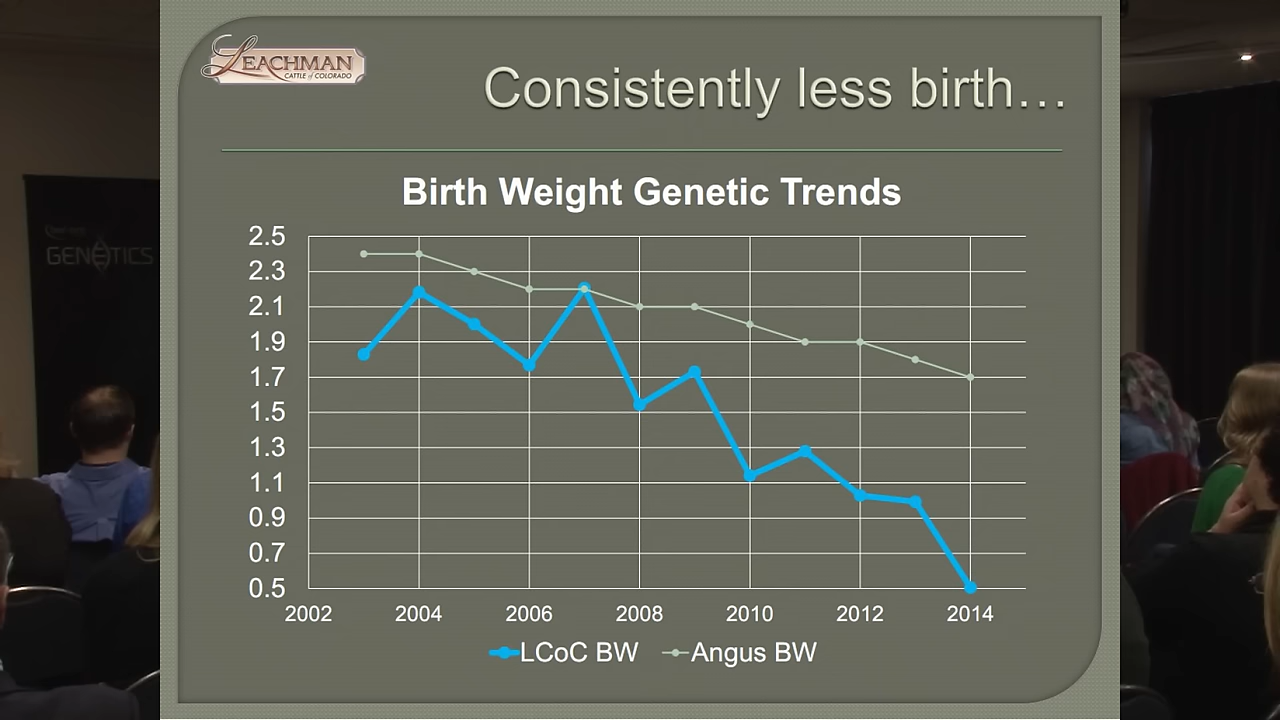 LEACHMAN
CATTLE of COLORADO
Consistently less birth…
Birth Weight Genetic Trends
2.5
2.3
2.1
1.9
1.7
1.5
1.3
1.1
0.9
0.7
0.5
2002 2004 2006 2008 2010 2012 2014
LCoC BW Angus BW
GENETICS